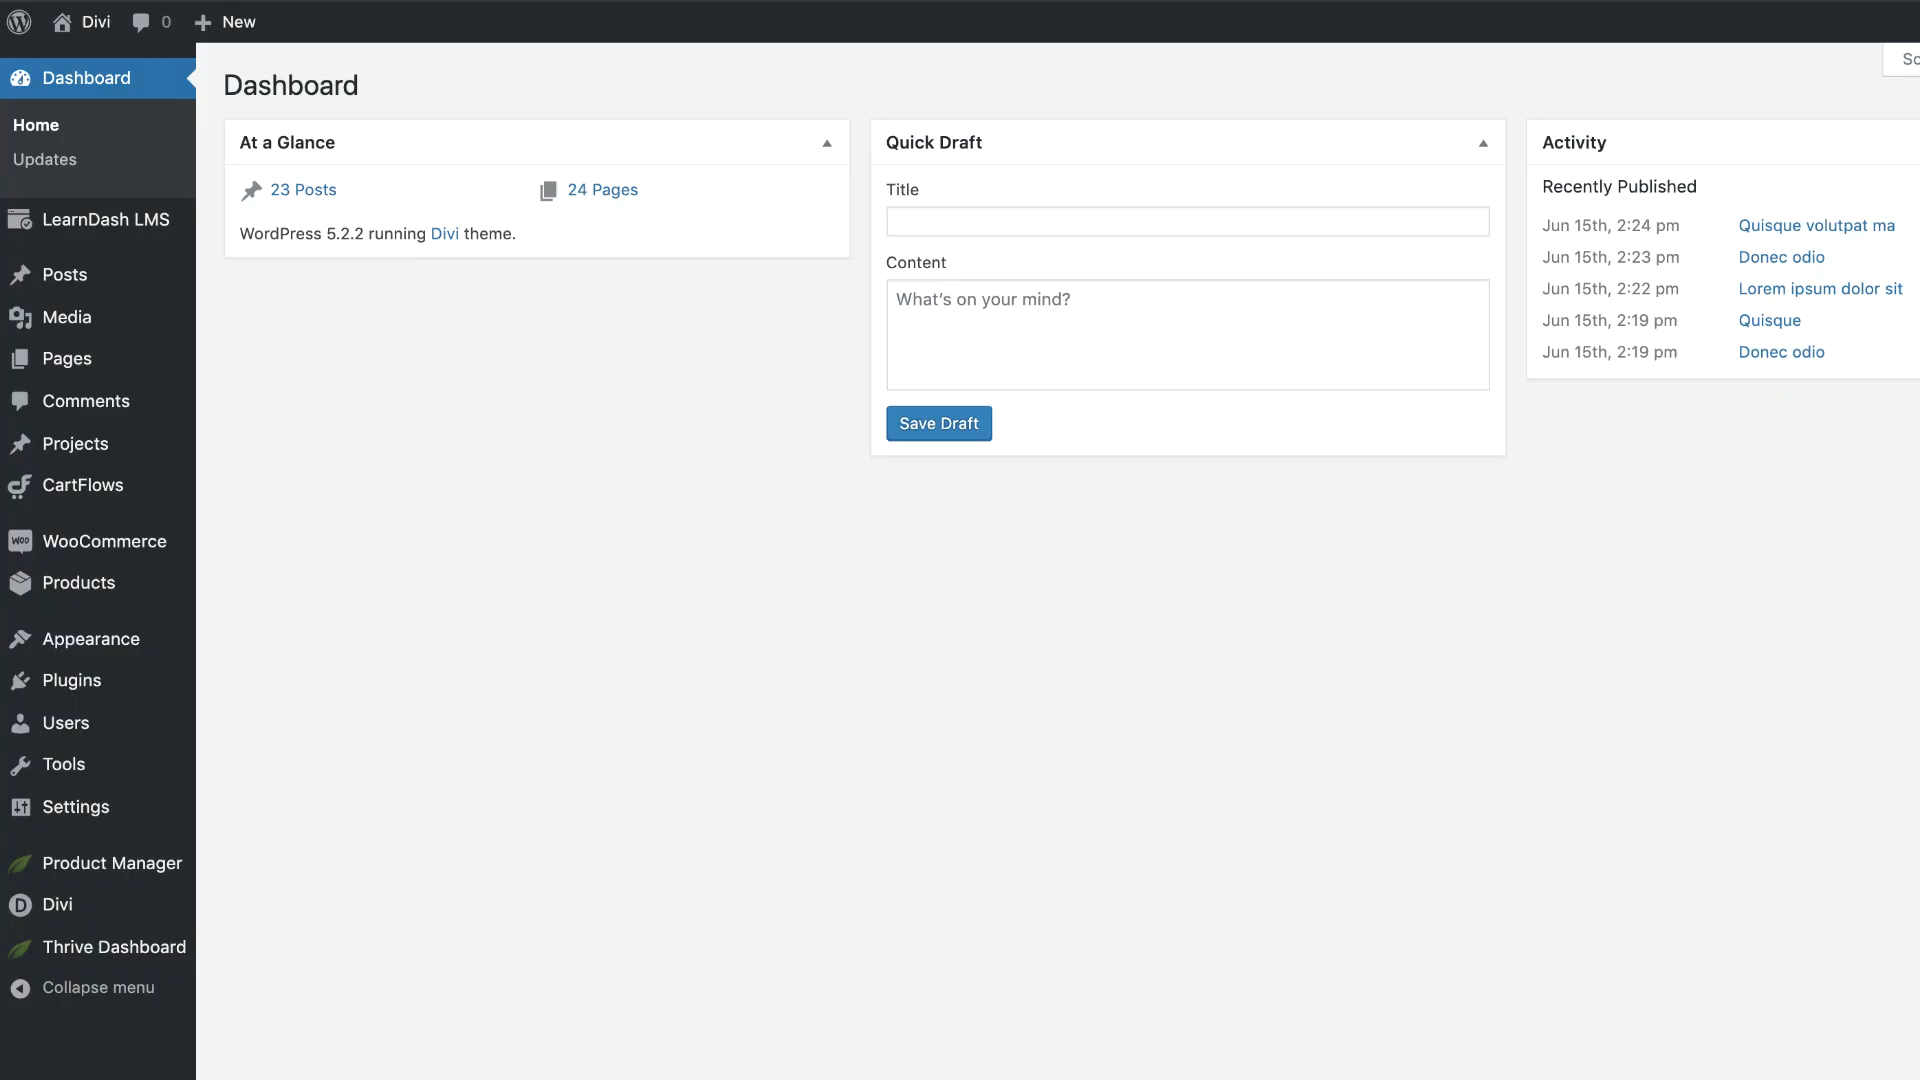 Divi 0 New
Dashboard
Home
Updates
LearnDash LMS
Posts
Media
Pages
Comments
Projects
CartFlows
WOO WooCommerce
Products
Appearance
Plugins
Users
Tools
Settings
Product Manager
D Divi
Thrive Dashboard
Collapse menu
Dashboard
At a Glance
23 Posts 24 Pages
WordPress 5.2.2 running Divi theme.
Quick Draft
Title
Content
What's on your mind?
Save Draft
Activity
Recently Published
Jun 15th, 2:24 pm Quisque volutpat ma
Jun 15th, 2:23 pm Donec odio
Jun 15th, 2:22 pm Lorem ipsum dolor sit
Jun 15th, 2:19 pm Quisque
Jun 15th, 2:19 pm Donec odio